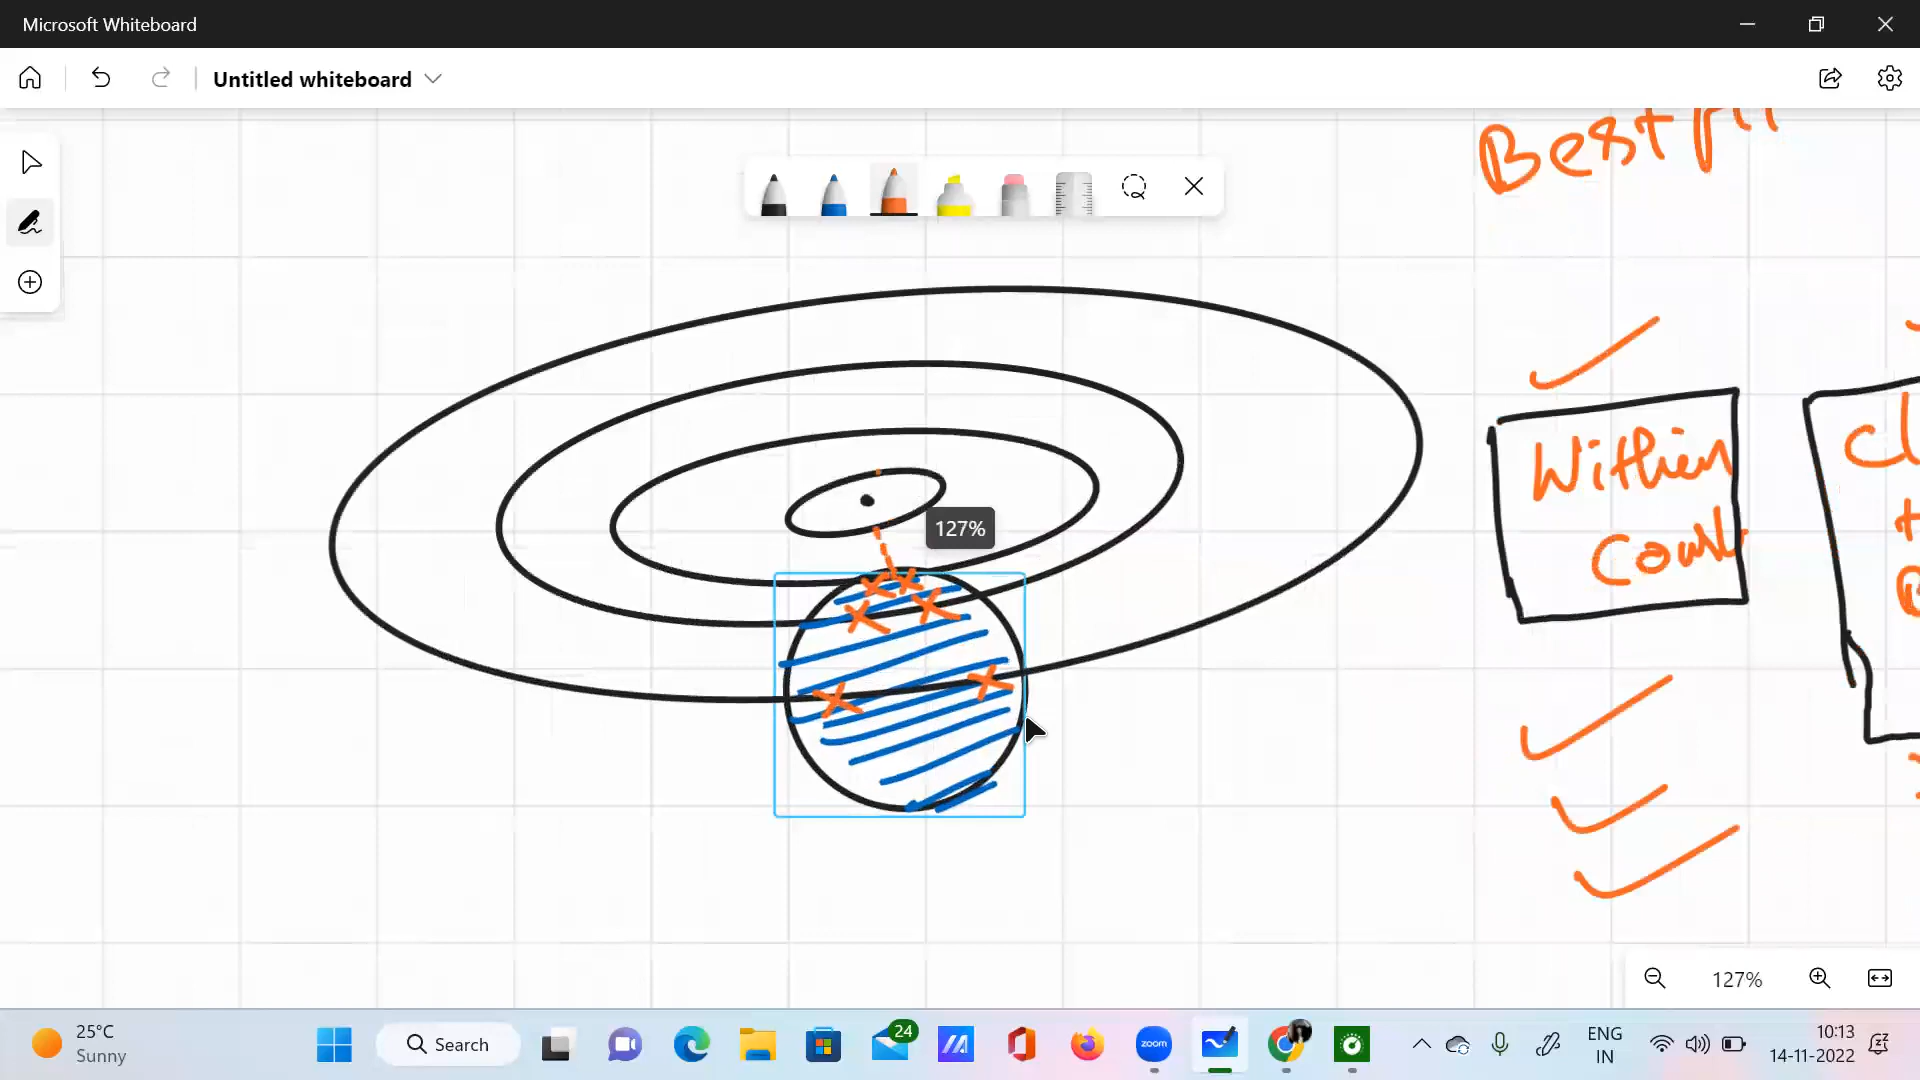 Microsoft Whiteboard
Untitled whiteboard
Best
Within
127%
127%
25°C
Sunny
Search
24
zoom
ENG
IN
10:13
14-11-2022